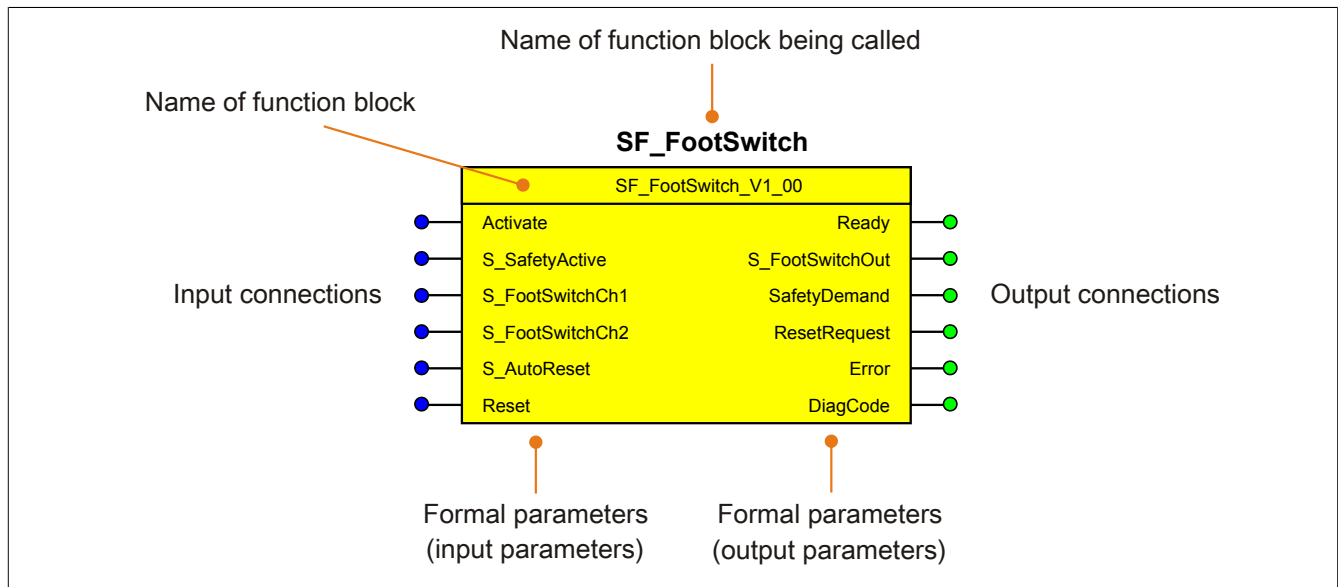 Name of function block being called
Name of function block
SF_FootSwitch
SF_FootSwitch_V1_00
Activate
Ready
S_SafetyActive
S_FootSwitchOut
Input connections
S_FootSwitchCh1
SafetyDemand
Output connections
S_FootSwitchCh2
ResetRequest
S_AutoReset
Error
Reset
DiagCode
Formal parameters
(input parameters)
Formal parameters
(output parameters)